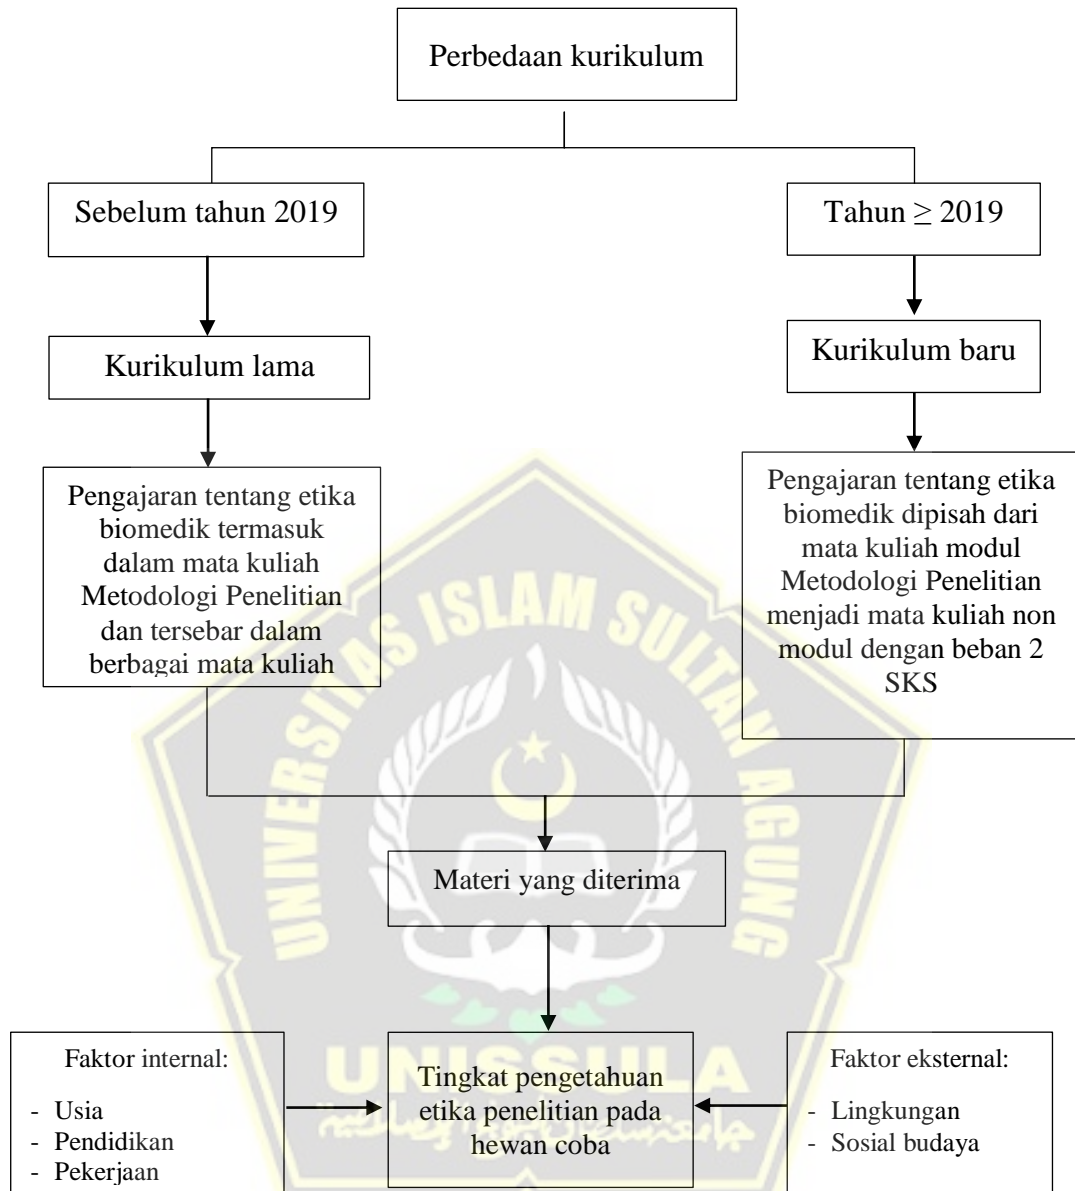 Perbedaan kurikulum
Sebelum tahun 2019
Tahun ≥ 2019
Kurikulum lama
Kurikulum baru
Pengajaran tentang etika
biomedik termasuk
dalam mata kuliah
Metodologi Penelitian
dan tersebar dalam
berbagai mata kuliah
Pengajaran tentang etika
biomedik dipisah dari
mata kuliah modul
Metodologi Penelitian
menjadi mata kuliah non
modul dengan beban 2
SKS
UNIVERSITAS ISLAM SULTAN AGUNG
Materi yang diterima
Faktor internal:
- Usia
- Pendidikan
- Pekerjaan
Tingkat pengetahuan
etika penelitian pada
hewan coba
Faktor eksternal:
- Lingkungan
- Sosial budaya
UNISSULA